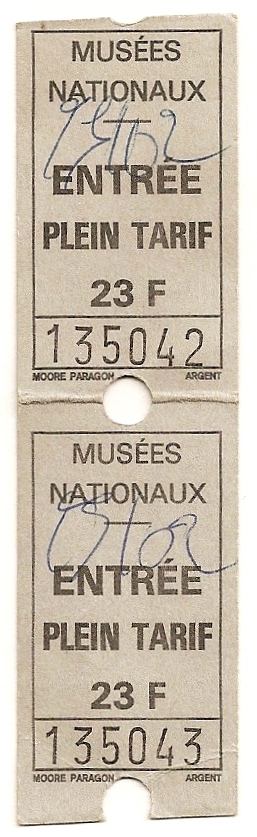 MUSÉES
NATIONAUX
ENTRÉE
PLEIN TARIF
23 F
135042
MOORE PARAGON ARGENT
MUSÉES
NATIONAUX
ENTRÉE
PLEIN TARIF
23 F
135043
MOORE PARAGON ARGENT